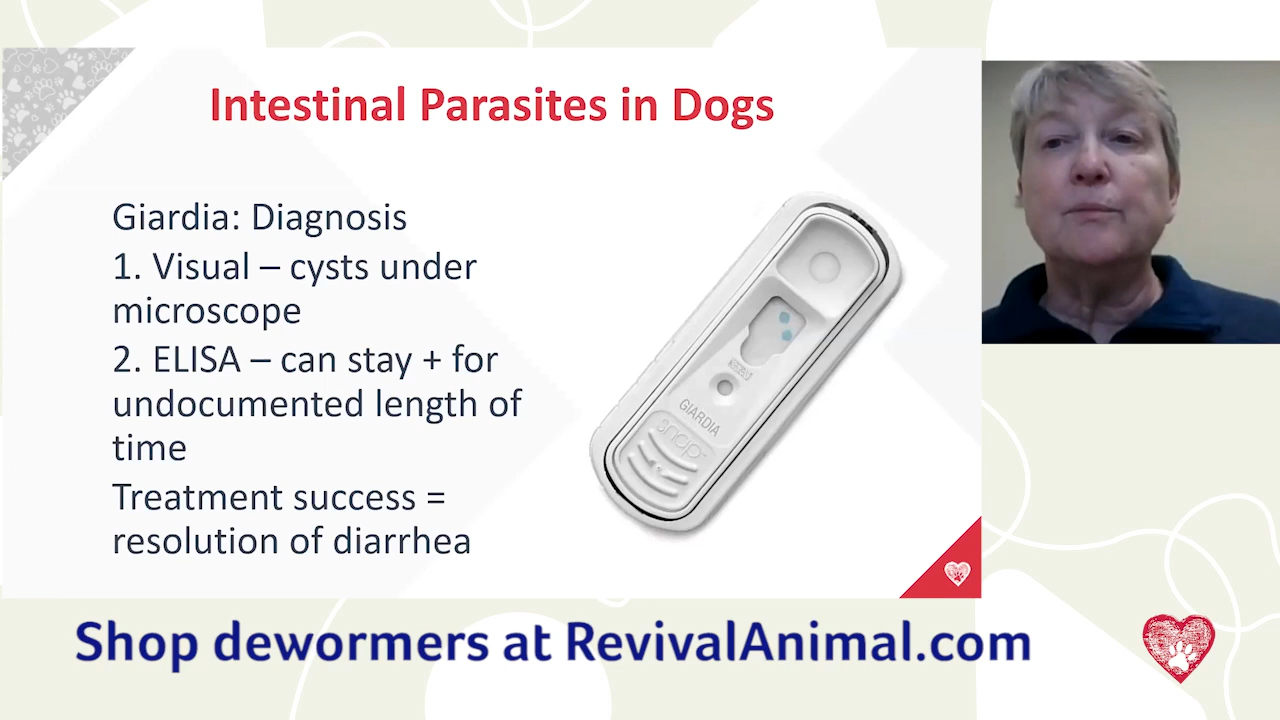 Intestinal Parasites in Dogs
Giardia: Diagnosis
1. Visual – cysts under
microscope
2. ELISA – can stay + for
undocumented length of
time
Treatment success =
resolution of diarrhea
GIARDIA
snap
Shop dewormers at RevivalAnimal.com